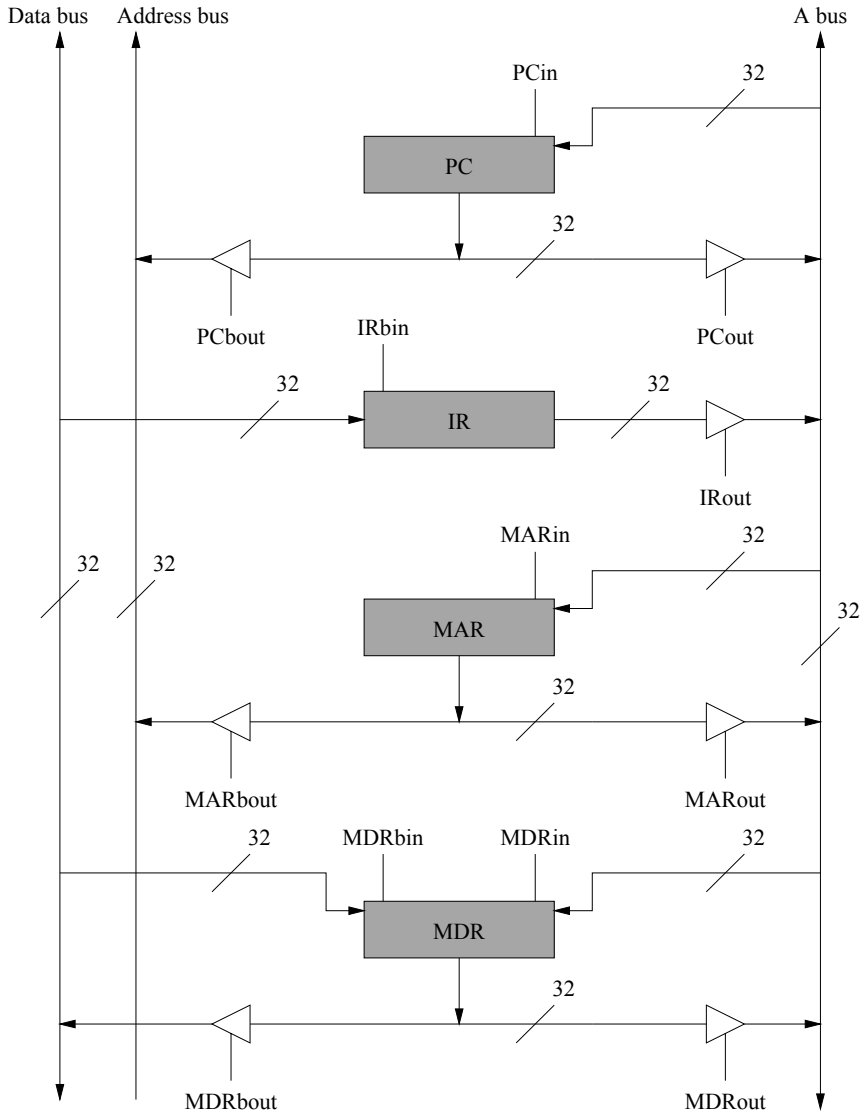 Data bus Address bus A bus
PCin 32
PC
32
PCbout PCout
IRbin
32 32
IR
IRout
MARin 32
32 32
MAR 32
32
MARbout MARout
32 MDRbin MDRin 32
MDR
32
MDRbout MDRout